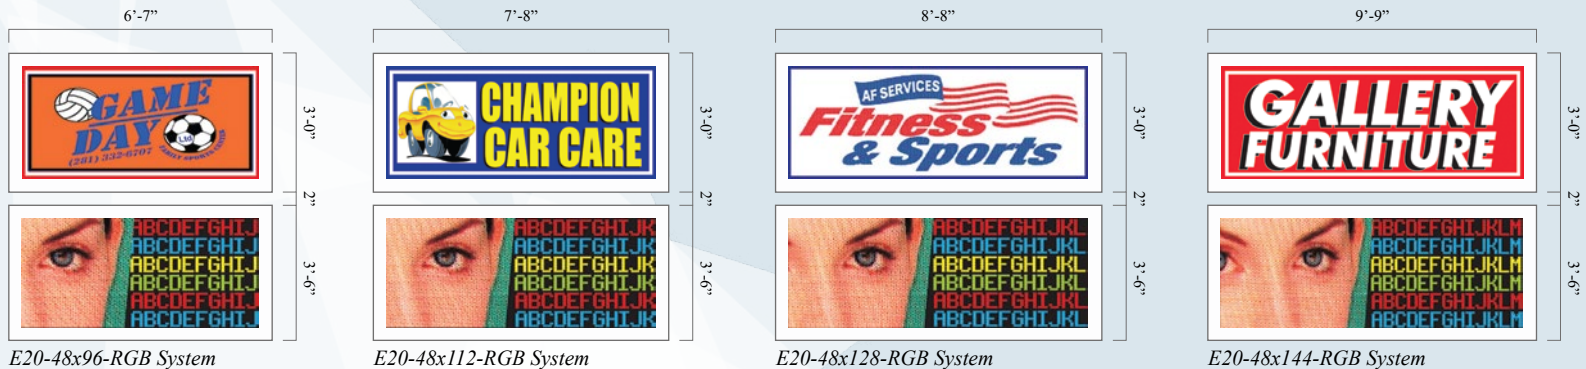 6’-7”
7’-8”
8’-8”
9’-9”
GAME
DAY
Ltd.
(281) 332-6707
FAMILY SPORTS CENTER
3’-0”
CHAMPION
CAR CARE
3’-0”
AF SERVICES
Fitness
& Sports
3’-0”
GALLERY
FURNITURE
3’-0”
2”
2”
2”
2”
ABCDEFGHIJ
ABCDEFGHIJ
ABCDEFGHIJ
ABCDEFGHIJ
ABCDEFGHIJ
ABCDEFGHIJ
3’-6”
ABCDEFGHIJK
ABCDEFGHIJK
ABCDEFGHIJK
ABCDEFGHIJK
ABCDEFGHIJK
ABCDEFGHIJK
3’-6”
ABCDEFGHIJKL
ABCDEFGHIJKL
ABCDEFGHIJKL
ABCDEFGHIJKL
ABCDEFGHIJKL
ABCDEFGHIJKL
3’-6”
ABCDEFGHIJKLM
ABCDEFGHIJKLM
ABCDEFGHIJKLM
ABCDEFGHIJKLM
ABCDEFGHIJKLM
ABCDEFGHIJKLM
3’-6”
E20-48x96-RGB System
E20-48x112-RGB System
E20-48x128-RGB System
E20-48x144-RGB System